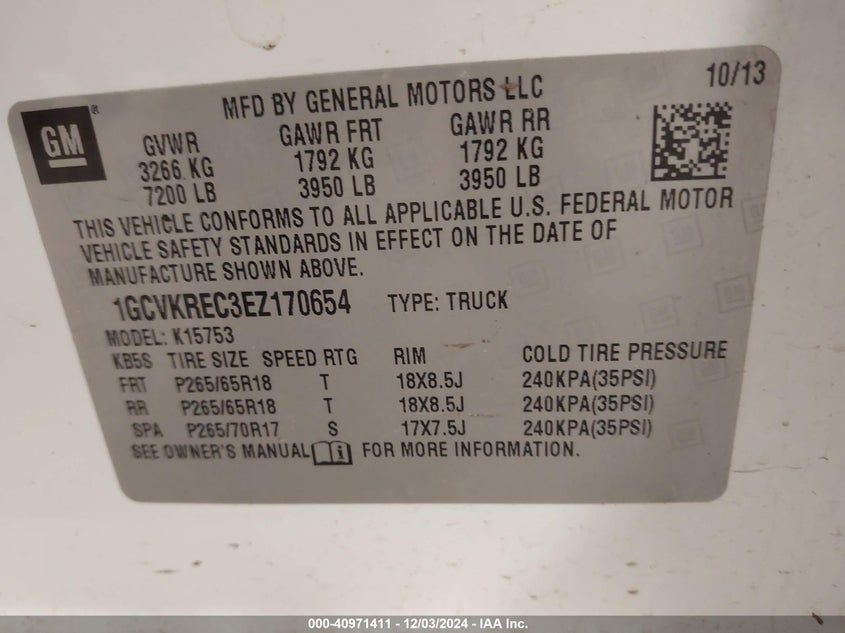 10/13
MFD BY GENERAL MOTORS LLC
GM®
GVWR GAWR FRT GAWR RR
3266 KG 1792 KG 1792 KG
7200 LB 3950 LB 3950 LB
THIS VEHICLE CONFORMS TO ALL APPLICABLE U.S. FEDERAL MOTOR
VEHICLE SAFETY STANDARDS IN EFFECT ON THE DATE OF
MANUFACTURE SHOWN ABOVE.
1GCVKREC3EZ170654 TYPE: TRUCK
MODEL: K15753
KB5S TIRE SIZE SPEED RTG RIM COLD TIRE PRESSURE
FRT P265/65R18 T 18X8.5J 240KPA(35PSI)
RR P265/65R18 T 18X8.5J 240KPA(35PSI)
SPA P265/70R17 S 17X7.5J 240KPA(35PSI)
SEE OWNER'S MANUAL i FOR MORE INFORMATION.
000-40971411 - 12/03/2024 - IAA Inc.